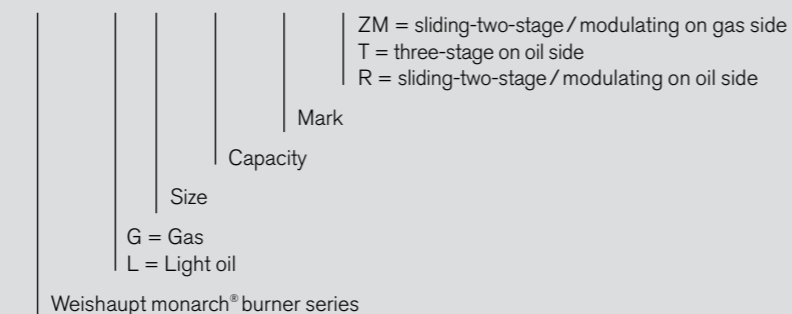 ZM = sliding-two-stage / modulating on gas side
T = three-stage on oil side
R = sliding-two-stage / modulating on oil side
Mark
Capacity
Size
G = Gas
L = Light oil
Weishaupt monarch® burner series